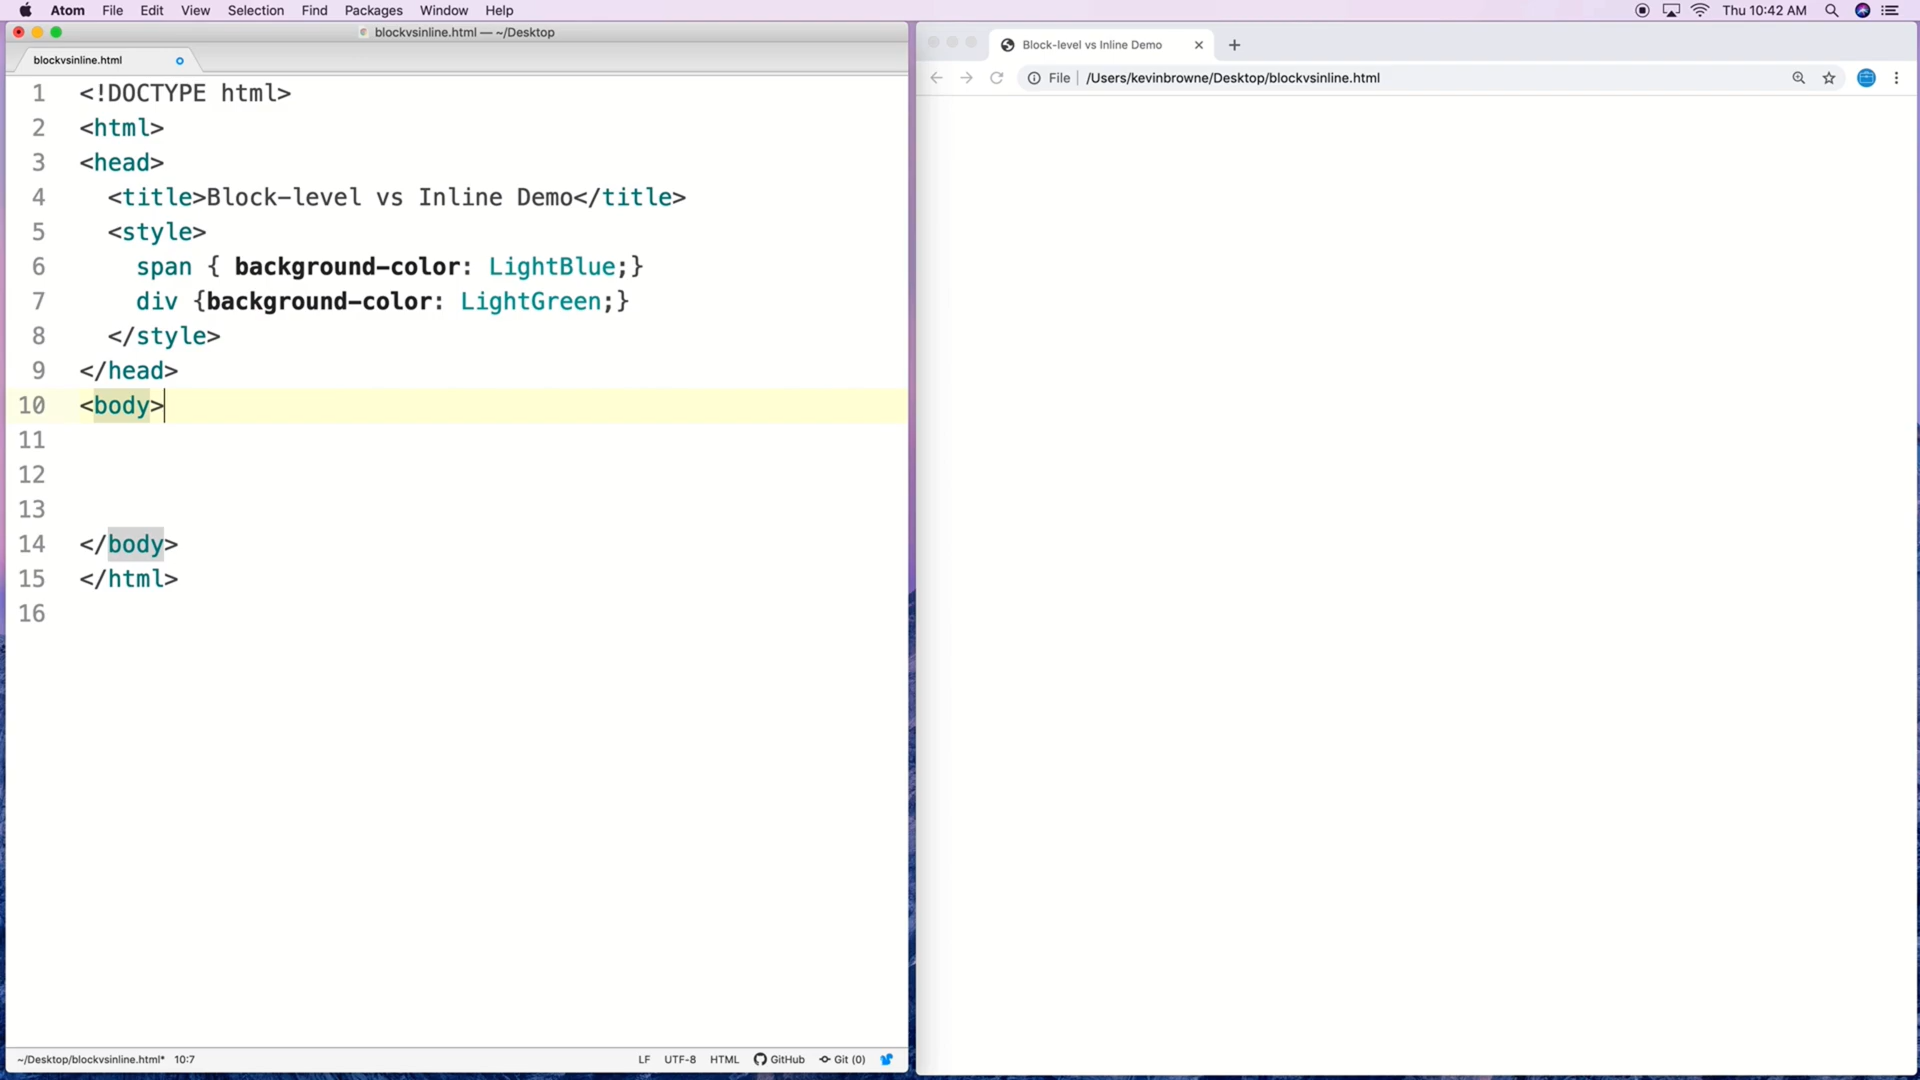 Atom File Edit View Selection Find Packages Window Help Thu 10:42 AM
blockvsinline.html — ~/Desktop
blockvsinline.html
Block-level vs Inline Demo
File /Users/kevinbrowne/Desktop/blockvsinline.html
1 <!DOCTYPE html>
2 <html>
3 <head>
4 <title>Block-level vs Inline Demo</title>
5 <style>
6 span { background-color: LightBlue;}
7 div {background-color: LightGreen;}
8 </style>
9 </head>
10 <body>
11
12
13
14 </body>
15 </html>
16
~/Desktop/blockvsinline.html* 10:7 LF UTF-8 HTML GitHub Git (0)